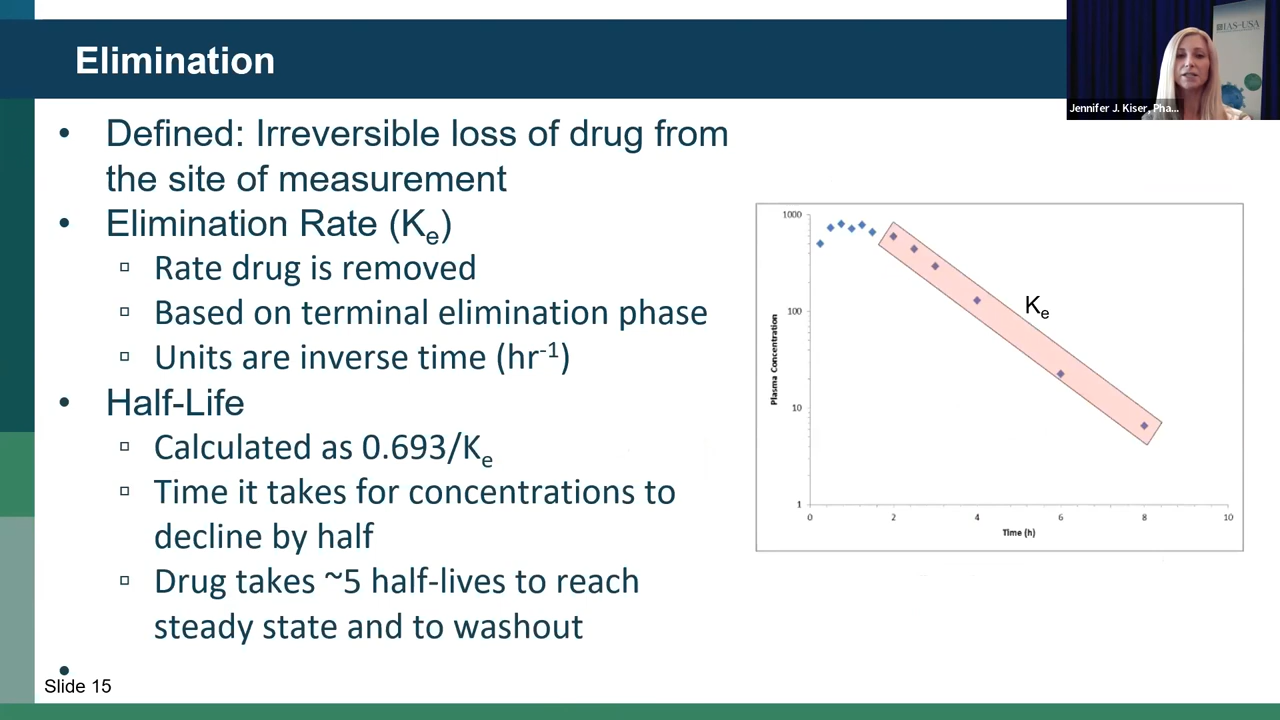 Elimination
IAS–USA
Jennifer J. Kiser, Pha...
• Defined: Irreversible loss of drug from
the site of measurement
• Elimination Rate (Ke)
▫ Rate drug is removed
▫ Based on terminal elimination phase
▫ Units are inverse time (hr-1)
• Half-Life
▫ Calculated as 0.693/Ke
▫ Time it takes for concentrations to
decline by half
▫ Drug takes ~5 half-lives to reach
steady state and to washout
•
Slide 15
1000
100
10
1
Plasma Concentration
Ke
0 2 4 6 8 10
Time (h)